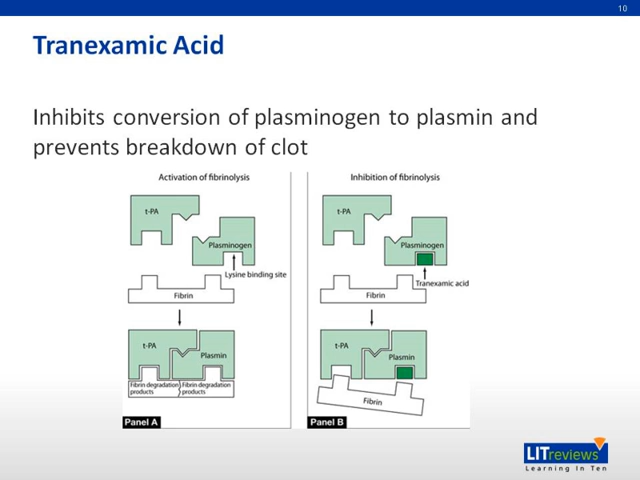 10
Tranexamic Acid
Inhibits conversion of plasminogen to plasmin and
prevents breakdown of clot
Activation of fibrinolysis
t-PA
Plasminogen
Lysine binding site
Fibrin
t-PA
Plasmin
Fibrin degradation
products
Fibrin degradation
products
Panel A
Inhibition of fibrinolysis
t-PA
Plasminogen
Tranexamic acid
Fibrin
t-PA
Plasmin
Fibrin
Panel B
LITreviews
Learning In Ten